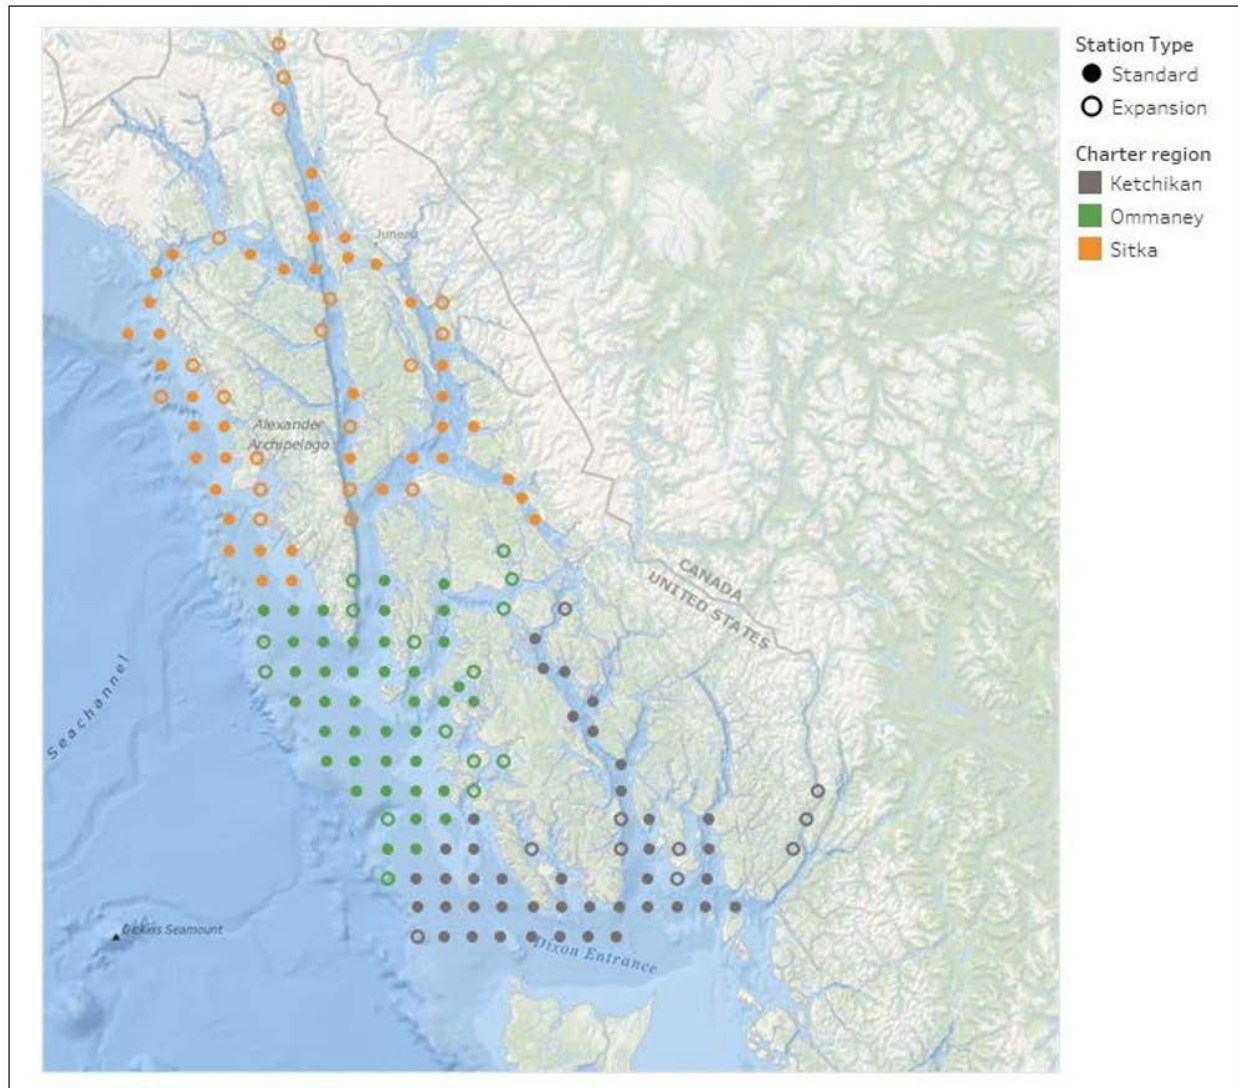 Station Type
Standard
Expansion
Charter region
Ketchikan
Ommaney
Sitka
Juneau
Alexander
Archipelago
CANADA
UNITED STATES
Seachannel
Dickins Seamount
Dixon Entrance